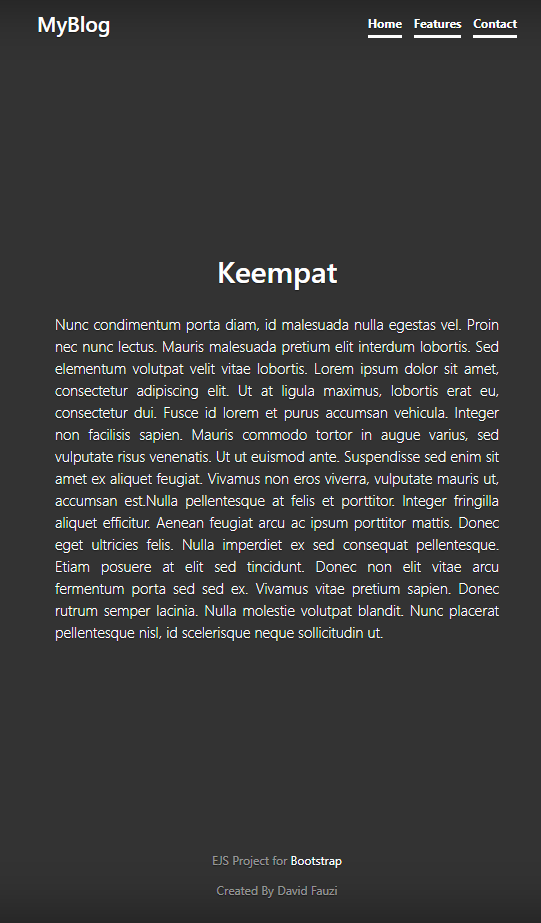 MyBlog
Home Features Contact
Keempat
Nunc condimentum porta diam, id malesuada nulla egestas vel. Proin
nec nunc lectus. Mauris malesuada pretium elit interdum lobortis. Sed
elementum volutpat velit vitae lobortis. Lorem ipsum dolor sit amet,
consectetur adipiscing elit. Ut at ligula maximus, lobortis erat eu,
consectetur dui. Fusce id lorem et purus accumsan vehicula. Integer
non facilisis sapien. Mauris commodo tortor in augue varius, sed
vulputate risus venenatis. Ut ut euismod ante. Suspendisse sed enim sit
amet ex aliquet feugiat. Vivamus non eros viverra, vulputate mauris ut,
accumsan est.Nulla pellentesque at felis et porttitor. Integer fringilla
aliquet efficitur. Aenean feugiat arcu ac ipsum porttitor mattis. Donec
eget ultricies felis. Nulla imperdiet ex sed consequat pellentesque.
Etiam posuere at elit sed tincidunt. Donec non elit vitae arcu
fermentum porta sed sed ex. Vivamus vitae pretium sapien. Donec
rutrum semper lacinia. Nulla molestie volutpat blandit. Nunc placerat
pellentesque nisl, id scelerisque neque sollicitudin ut.
EJS Project for Bootstrap
Created By David Fauzi